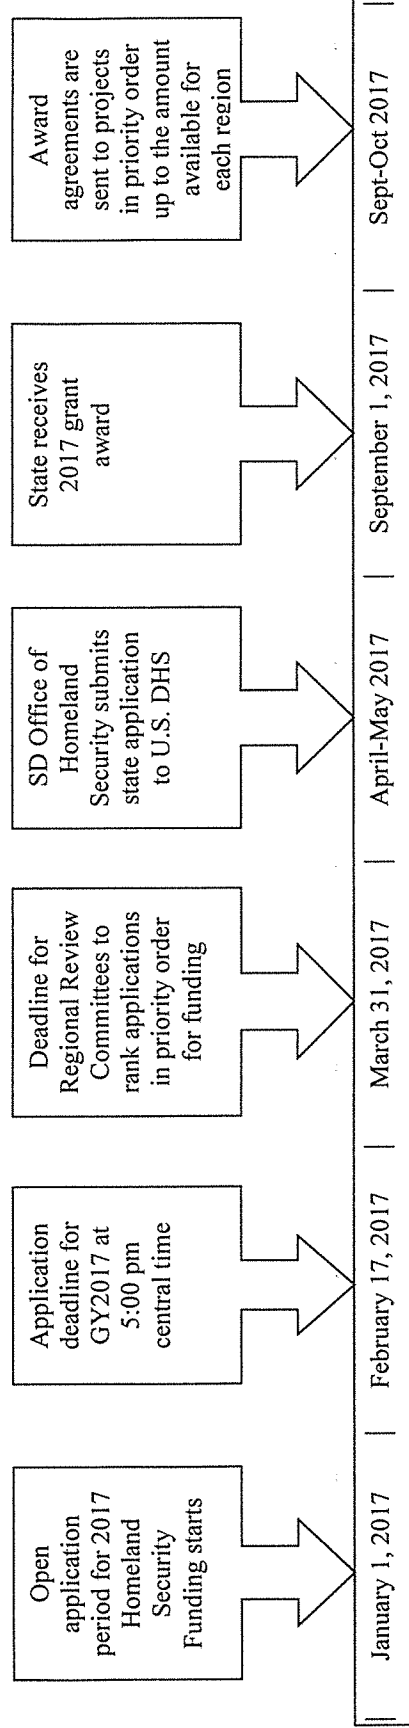 Open
application
period for 2017
Homeland
Security
Funding starts
Application
deadline for
GY2017 at
5:00 pm
central time
Deadline for
Regional Review
Committees to
rank applications
in priority order
for funding
SD Office of
Homeland
Security submits
state application
to U.S. DHS
State receives
2017 grant
award
Award
agreements are
sent to projects
in priority order
up to the amount
available for
each region
January 1, 2017
February 17, 2017
March 31, 2017
April-May 2017
September 1, 2017
Sept-Oct 2017